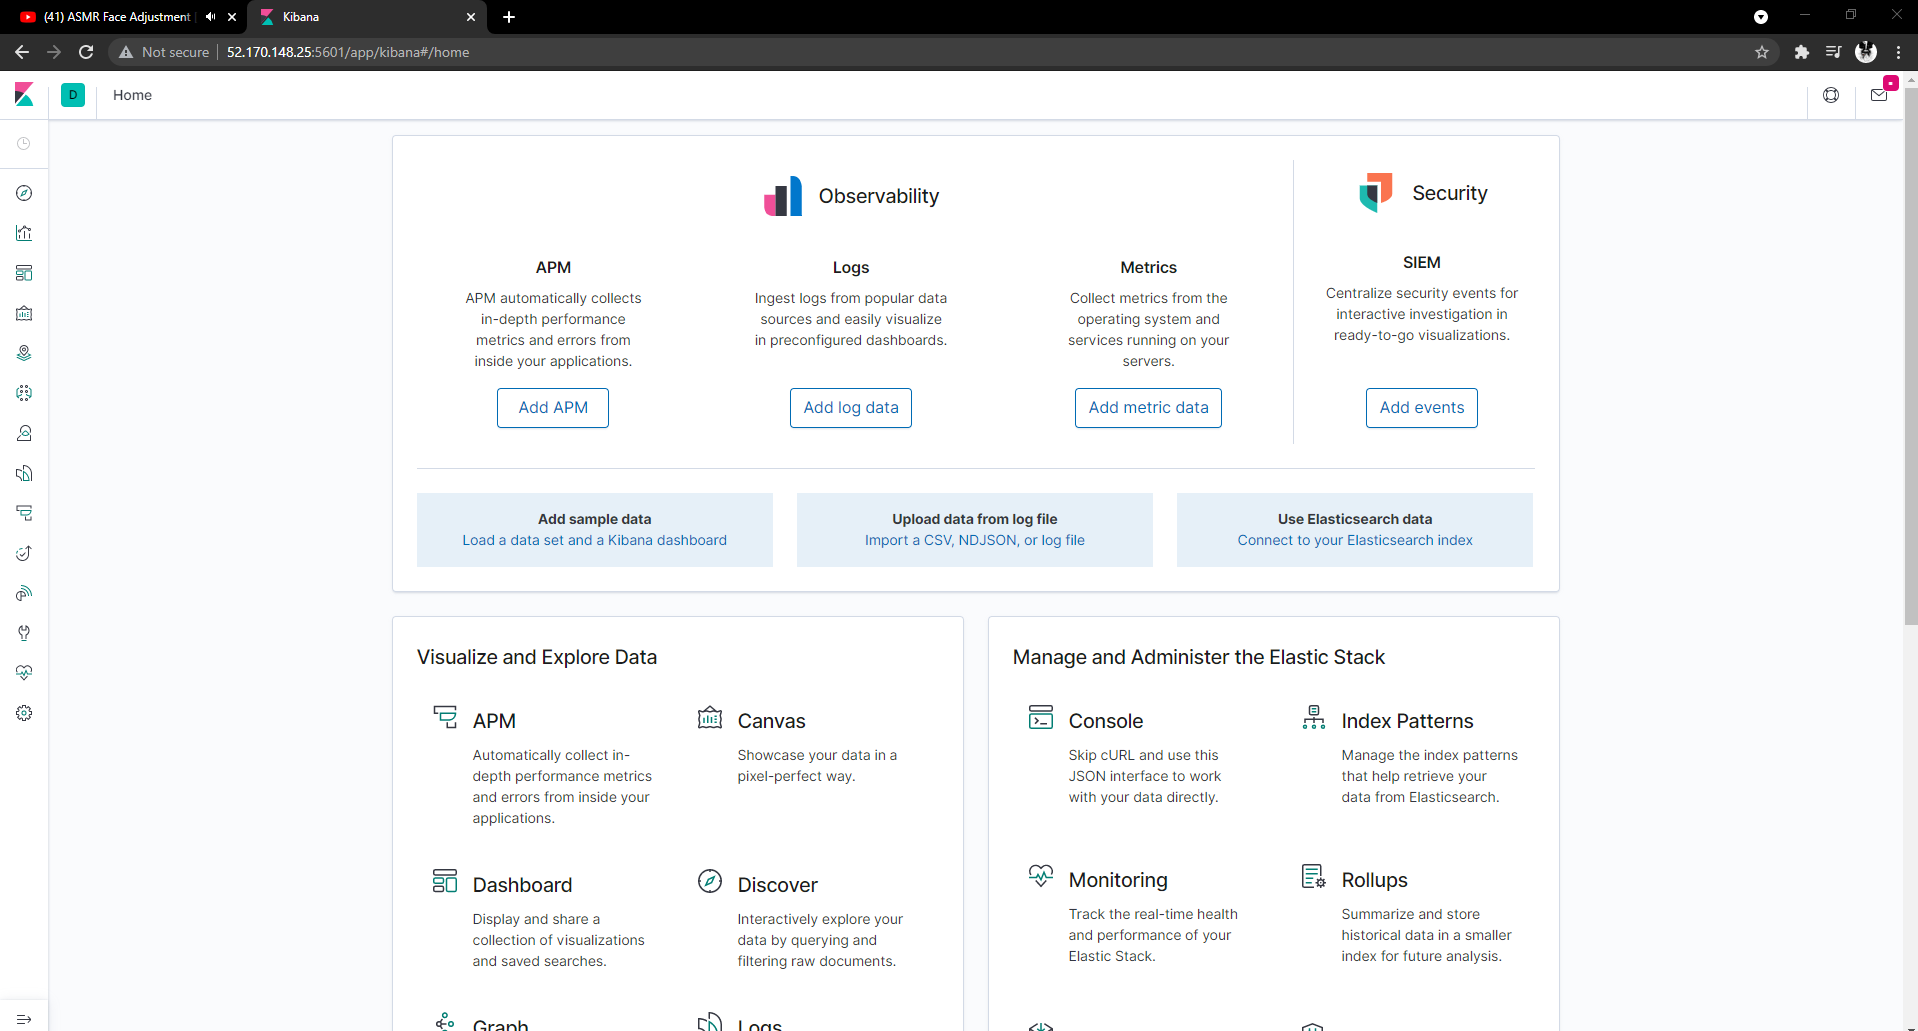 (41) ASMR Face Adjustment
Kibana
Not secure
52.170.148.25:5601/app/kibana#/home
D
Home
Observability
APM
APM automatically collects
in-depth performance
metrics and errors from
inside your applications.
Add APM
Logs
Ingest logs from popular data
sources and easily visualize
in preconfigured dashboards.
Add log data
Metrics
Collect metrics from the
operating system and
services running on your
servers.
Add metric data
Security
SIEM
Centralize security events for
interactive investigation in
ready-to-go visualizations.
Add events
Add sample data
Load a data set and a Kibana dashboard
Upload data from log file
Import a CSV, NDJSON, or log file
Use Elasticsearch data
Connect to your Elasticsearch index
Visualize and Explore Data
APM
Automatically collect in-
depth performance metrics
and errors from inside your
applications.
Canvas
Showcase your data in a
pixel-perfect way.
Dashboard
Display and share a
collection of visualizations
and saved searches.
Discover
Interactively explore your
data by querying and
filtering raw documents.
Graph
Logs
Manage and Administer the Elastic Stack
Console
Skip cURL and use this
JSON interface to work
with your data directly.
Index Patterns
Manage the index patterns
that help retrieve your
data from Elasticsearch.
Monitoring
Track the real-time health
and performance of your
Elastic Stack.
Rollups
Summarize and store
historical data in a smaller
index for future analysis.